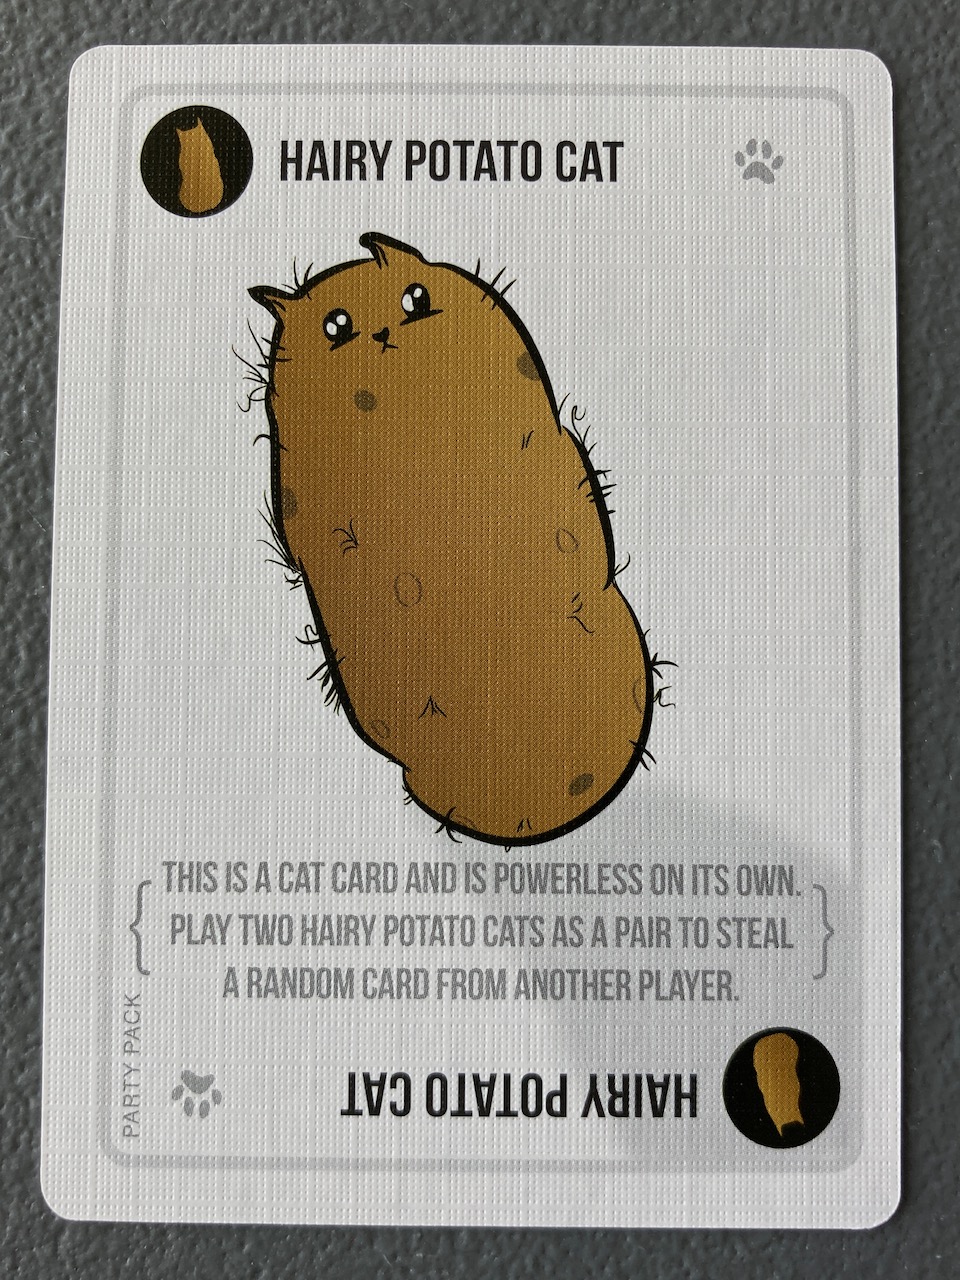 HAIRY POTATO CAT
THIS IS A CAT CARD AND IS POWERLESS ON ITS OWN.
PLAY TWO HAIRY POTATO CATS AS A PAIR TO STEAL
A RANDOM CARD FROM ANOTHER PLAYER.
PARTY PACK
HAIRY POTATO CAT